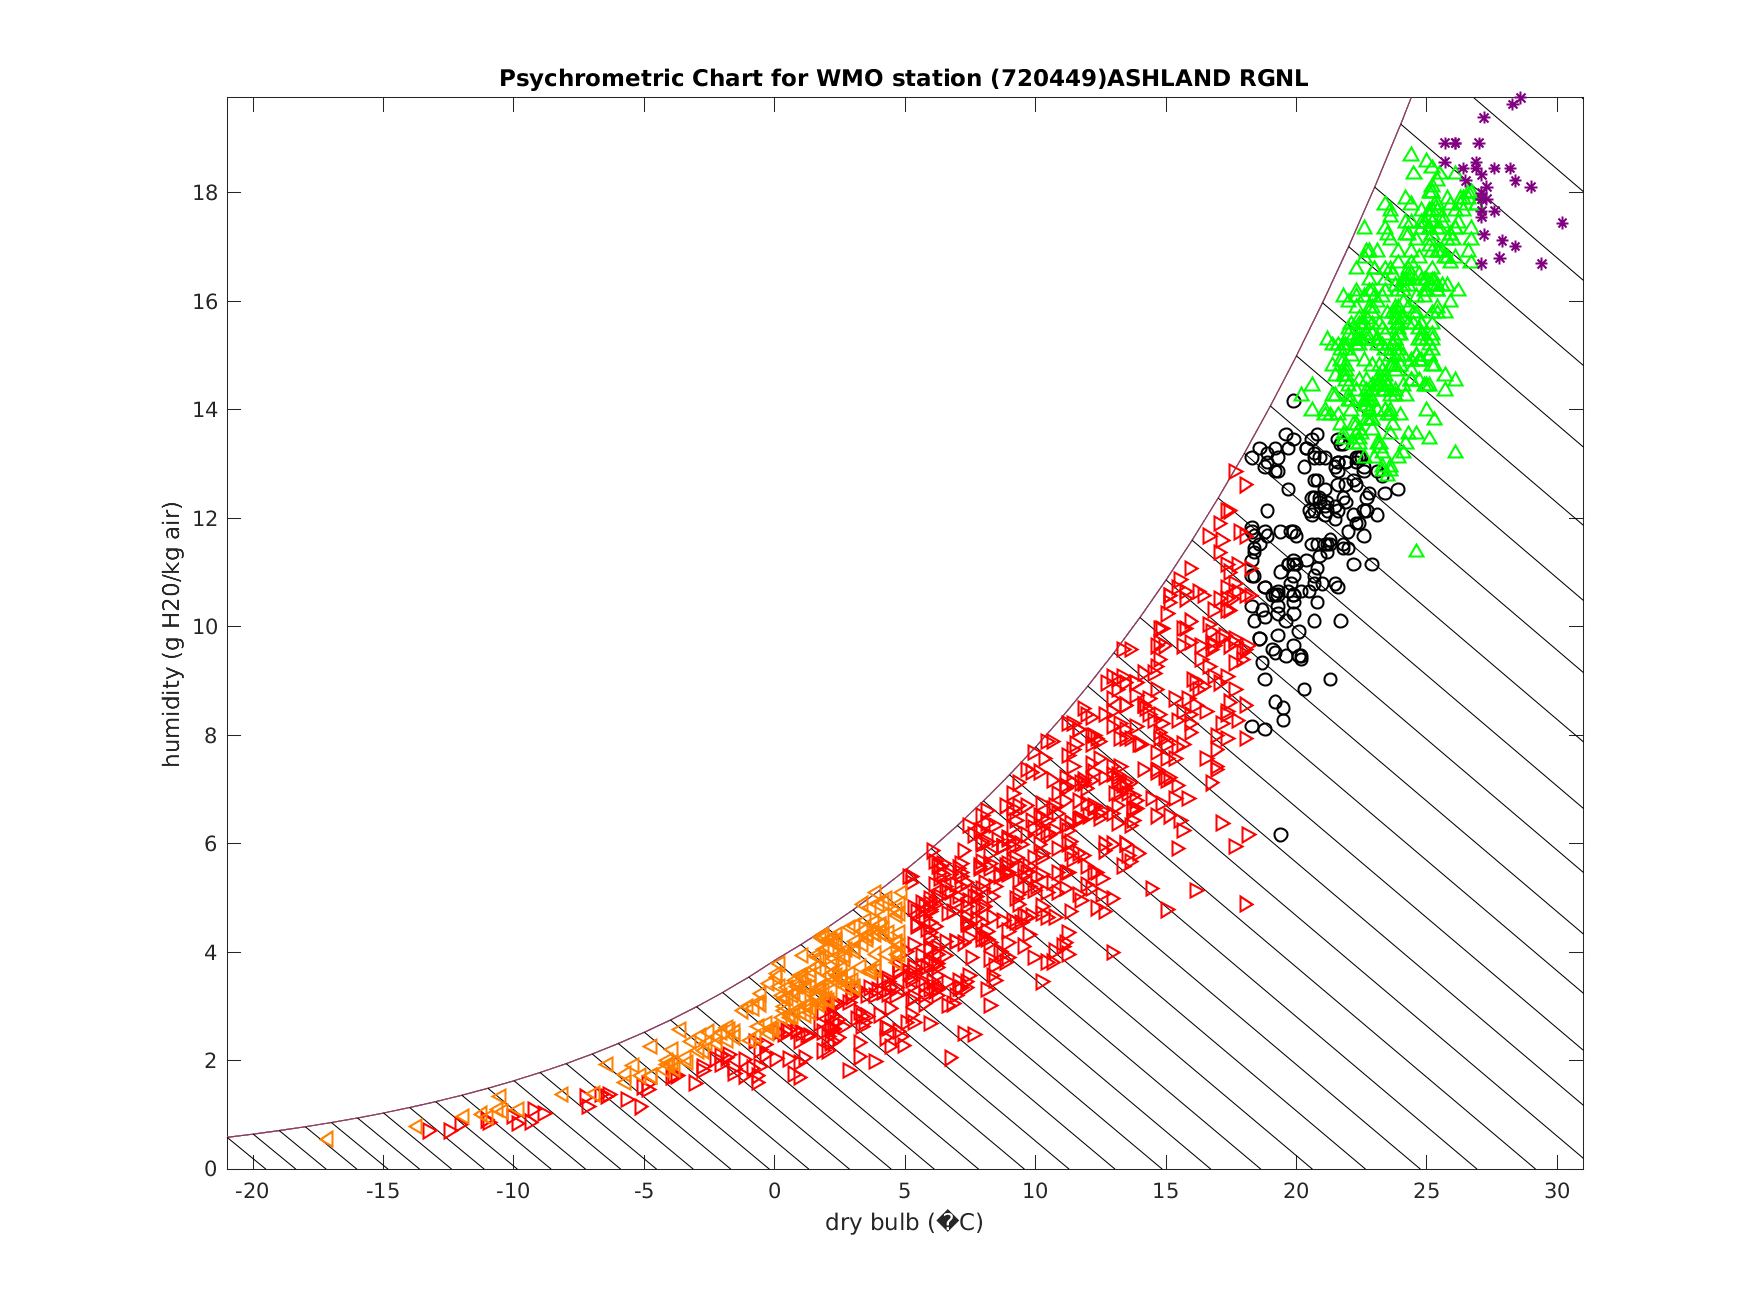 Psychrometric Chart for WMO station (720449)ASHLAND RGNL
humidity (g H20/kg air)
18
16
14
12
10
8
6
4
2
0
-20 -15 -10 -5 0 5 10 15 20 25 30
dry bulb (�C)